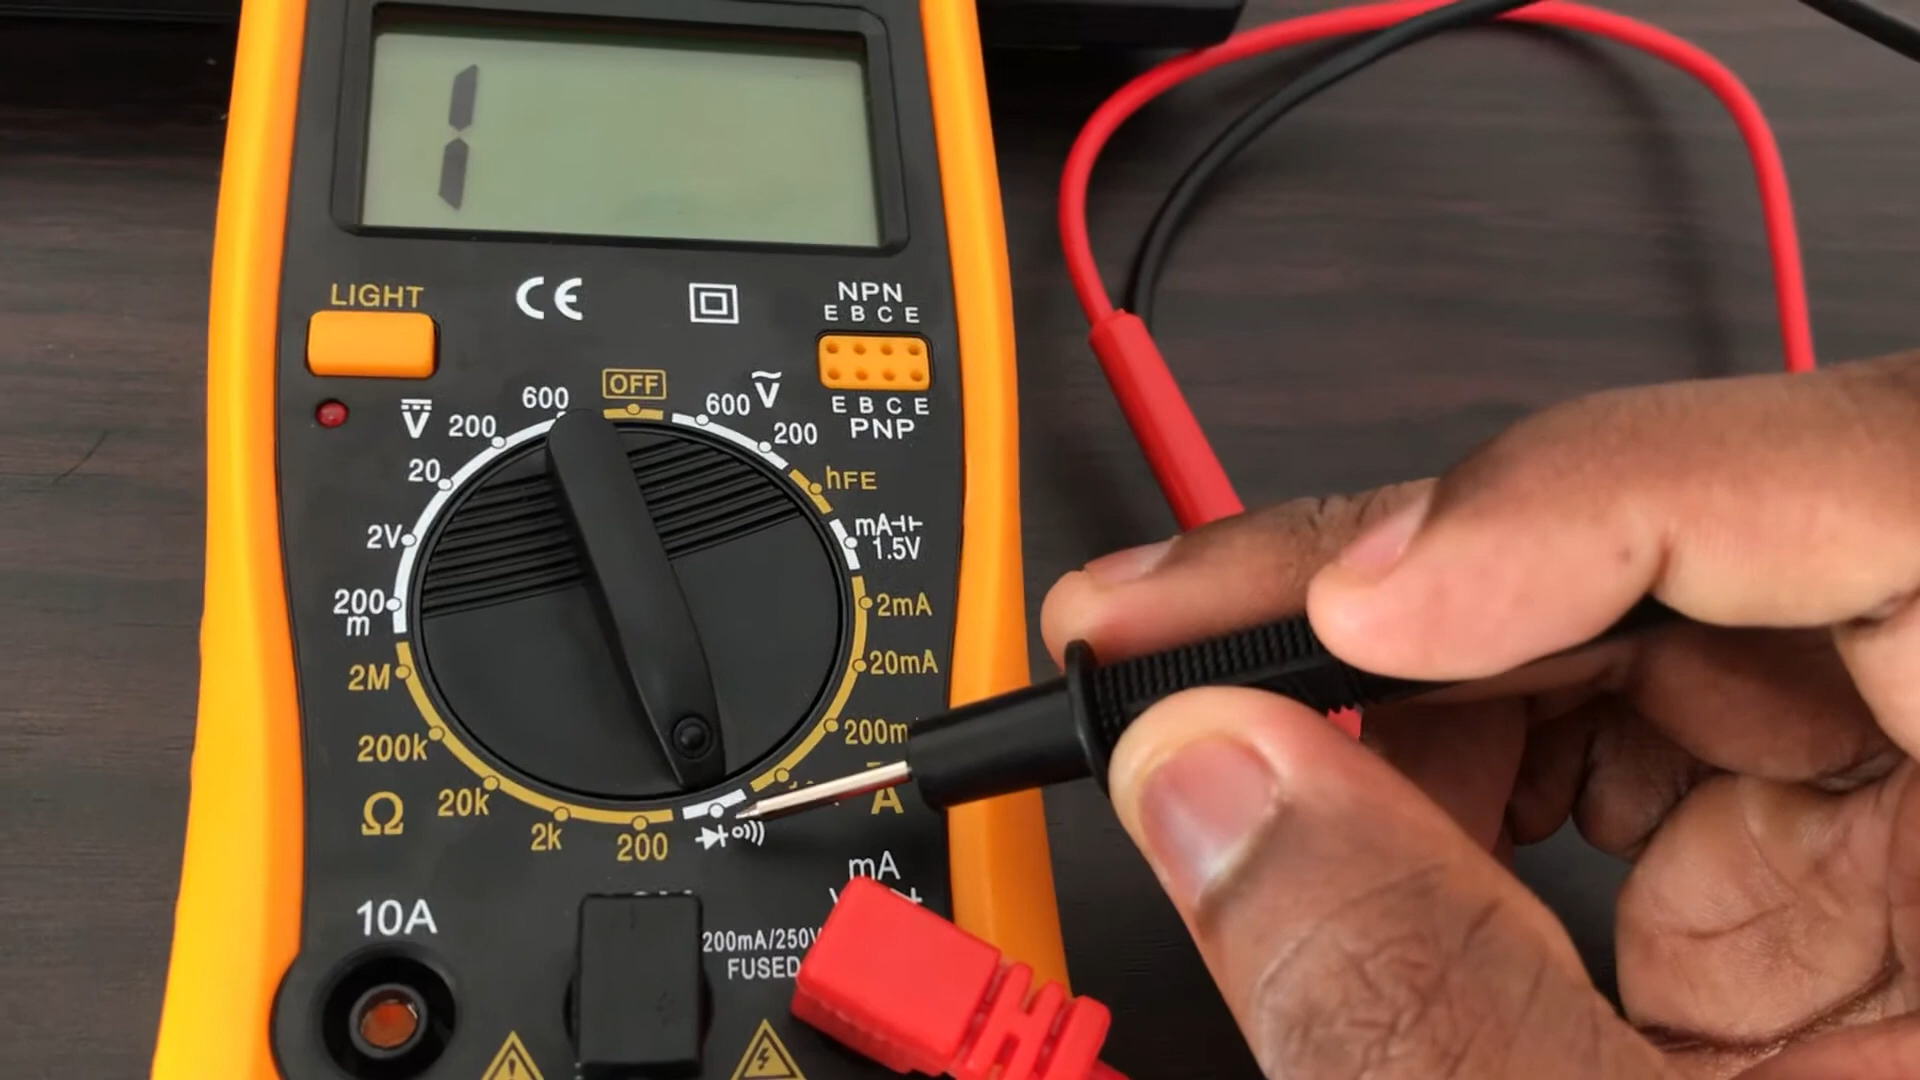 1
LIGHT
CE
NPN
E B C E
OFF
600
600
V
V
200
200
E B C E
PNP
20
hFE
2V
mA
1.5V
200
m
2mA
2M
20mA
200k
200m
20k
Ω
2k
200
A
mA
10A
200mA/250V
FUSED